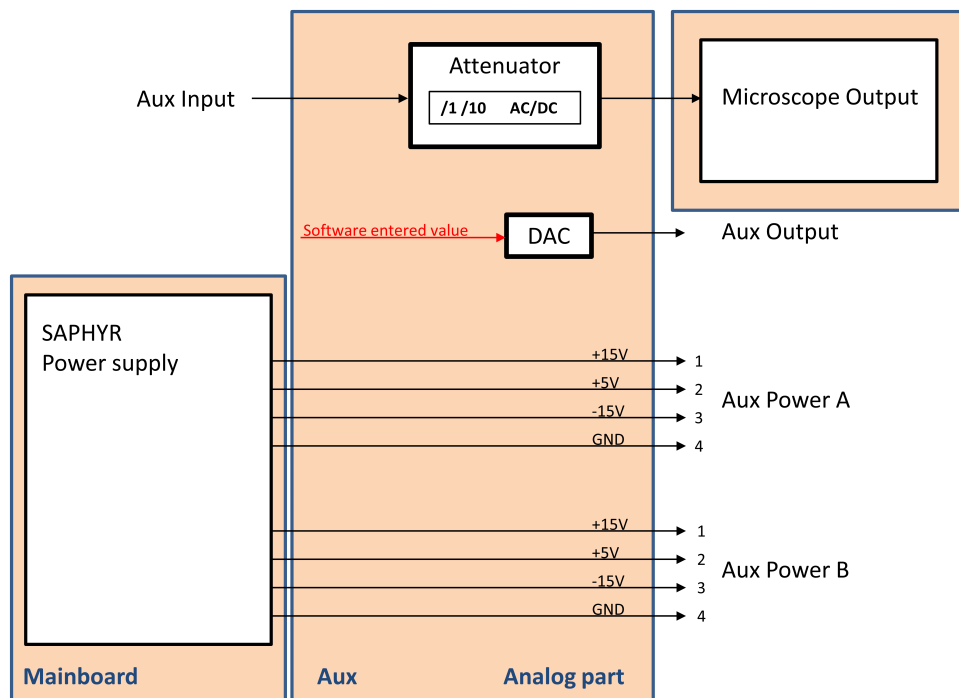 Attenuator
Aux Input
/1 /10 AC/DC
Microscope Output
Software entered value
DAC
Aux Output
SAPHYR
Power supply
+15V
1
+5V
2
Aux Power A
-15V
3
GND
4
+15V
1
+5V
2
Aux Power B
-15V
3
GND
4
Mainboard
Aux
Analog part